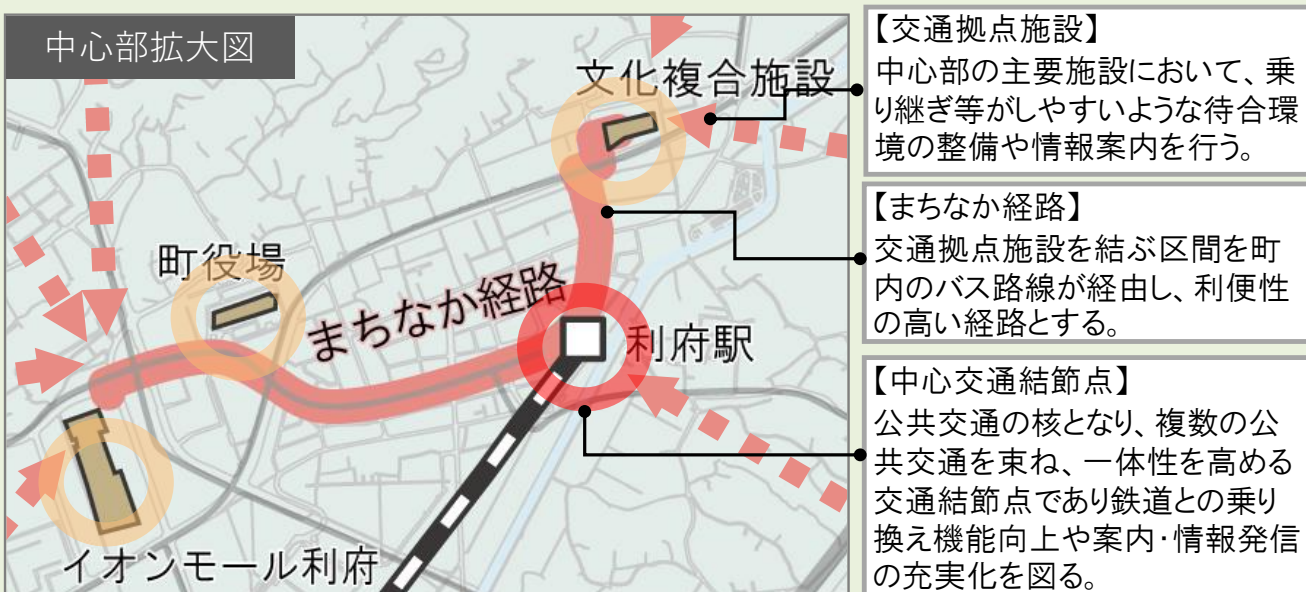 中心部拡大図
文化複合施設
町役場
まちなか経路
利府駅
イオンモール利府
【交通拠点施設】
中心部の主要施設において、乗
り継ぎ等がしやすいような待合環
境の整備や情報案内を行う。
【まちなか経路】
交通拠点施設を結ぶ区間を町
内のバス路線が経由し、利便性
の高い経路とする。
【中心交通結節点】
公共交通の核となり、複数の公
共交通を束ね、一体性を高める
交通結節点であり鉄道との乗り
換え機能向上や案内・情報発信
の充実化を図る。